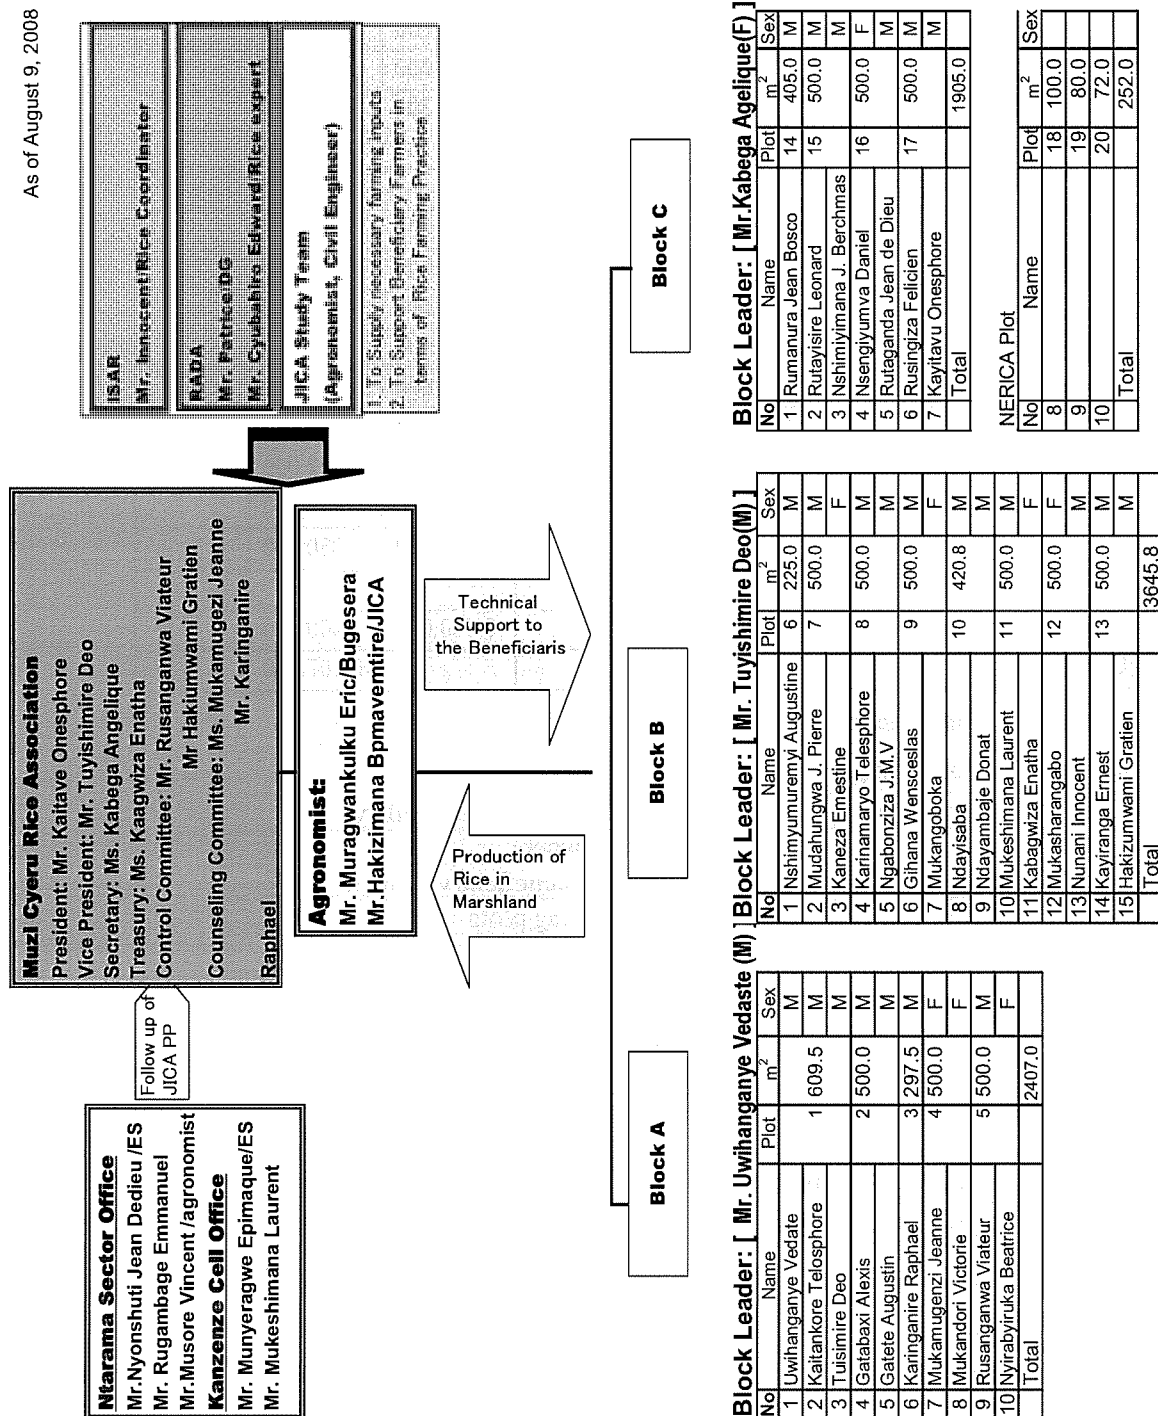 As of August 9, 2008
Ntarama Sector Office
Mr.Nyonshuti Jean Dedieu /ES
Mr. Rugambage Emmanuel
Mr.Musore Vincent /agronomist
Kanzenze Cell Office
Mr. Munyeragwe Epimaque/ES
Mr. Mukeshimana Laurent
Follow up of
JICA PP
Muzi Cyeru Rice Association
President: Mr. Kaitave Onesphore
Vice President: Mr. Tuyishimire Deo
Secretary: Ms. Kabega Angelique
Treasury: Ms. Kaagwiza Enatha
Control Committee: Mr. Rusanganwa Viateur
Mr Hakiumwami Gratien
Counseling Committee: Ms. Mukamugezi Jeanne
Mr. Karinganire
Raphael
ISAR
Mr. Innocent/Rice Coordinator
RADA
Mr. Patrice/DG
Mr. Cyubahiro Edward/Rice expert
JICA Study Team
(Agronomist, Civil Engineer)
1. To Supply necessary farming inputs
2. To Support Beneficiary Farmers in
terms of Rice Farming Practice
Agronomist:
Mr. Muragwankuku Eric/Bugesera
Mr.Hakizimana Bpmaventire/JICA
Production of
Rice in
Marshland
Technical
Support to
the Beneficiaris
Block A
Block B
Block C
Block Leader: [ Mr. Uwihanganye Vedaste (M) ]
No Name Plot m² Sex
1 Uwihanganye Vedate M
2 Kaitankore Telosphore 1 609.5 M
3 Tuisimire Deo M
4 Gatabaxi Alexis 2 500.0 M
5 Gatete Augustin M
6 Karinganire Raphael 3 297.5 M
7 Mukamugenzi Jeanne 4 500.0 F
8 Mukandori Victorie F
9 Rusanganwa Viateur 5 500.0 M
10 Nyirabyiruka Beatrice F
Total 2407.0
Block Leader: [ Mr. Tuyishimire Deo(M) ]
No Name Plot m² Sex
1 Nshimyumuremyi Augustine 6 225.0 M
2 Mudahungwa J. Pierre 7 500.0 M
3 Kaneza Ernestine F
4 Karinamaryo Telesphore 8 500.0 M
5 Ngabonziza J.M.V M
6 Gihana Wensceslas 9 500.0 M
7 Mukangoboka F
8 Ndayisaba 10 420.8 M
9 Ndayambaje Donat M
10 Mukeshimana Laurent 11 500.0 M
11 Kabagwiza Enatha F
12 Mukasharangabo 12 500.0 F
13 Nunani Innocent M
14 Kayiranga Ernest 13 500.0 M
15 Hakizumwami Gratien M
Total 3645.8
Block Leader: [ Mr.Kabega Agelique(F) ]
No Name Plot m² Sex
1 Rumanura Jean Bosco 14 405.0 M
2 Rutayisire Leonard 15 500.0 M
3 Nshimiyimana J. Berchmas M
4 Nsengiyumva Daniel 16 500.0 F
5 Rutaganda Jean de Dieu M
6 Rusingiza Felicien 17 500.0 M
7 Kayitavu Onesphore M
Total 1905.0
NERICA Plot
No Name Plot m² Sex
8 18 100.0
9 19 80.0
10 20 72.0
Total 252.0